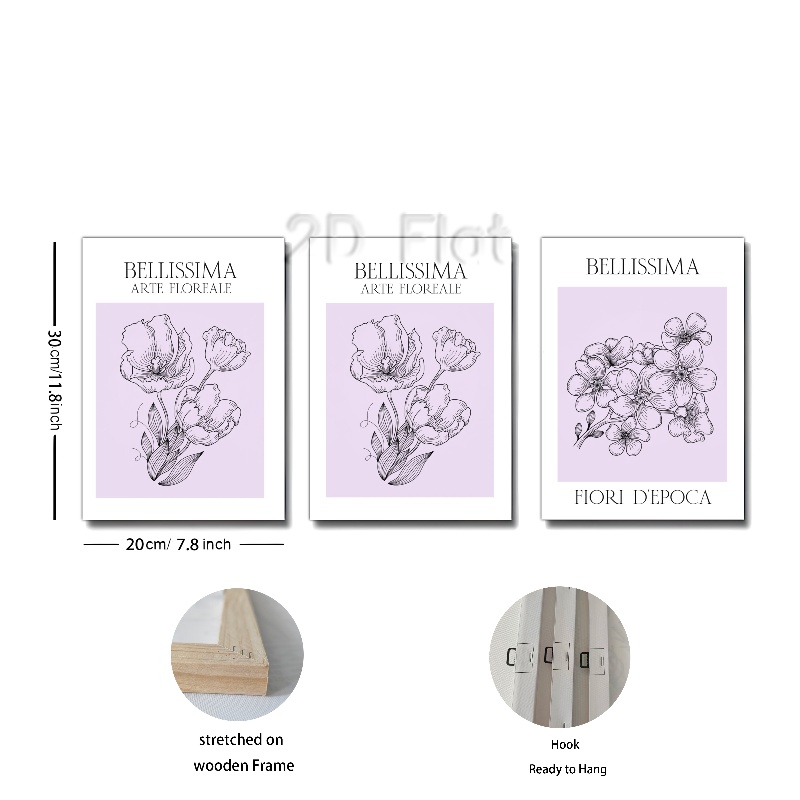 2D Flat
BELLISSIMA
ARTE FLOREALE
BELLISSIMA
ARTE FLOREALE
BELLISSIMA
FIORI D'EPOCA
30cm/11.8inch
20cm/ 7.8 inch
stretched on
wooden Frame
Hook
Ready to Hang